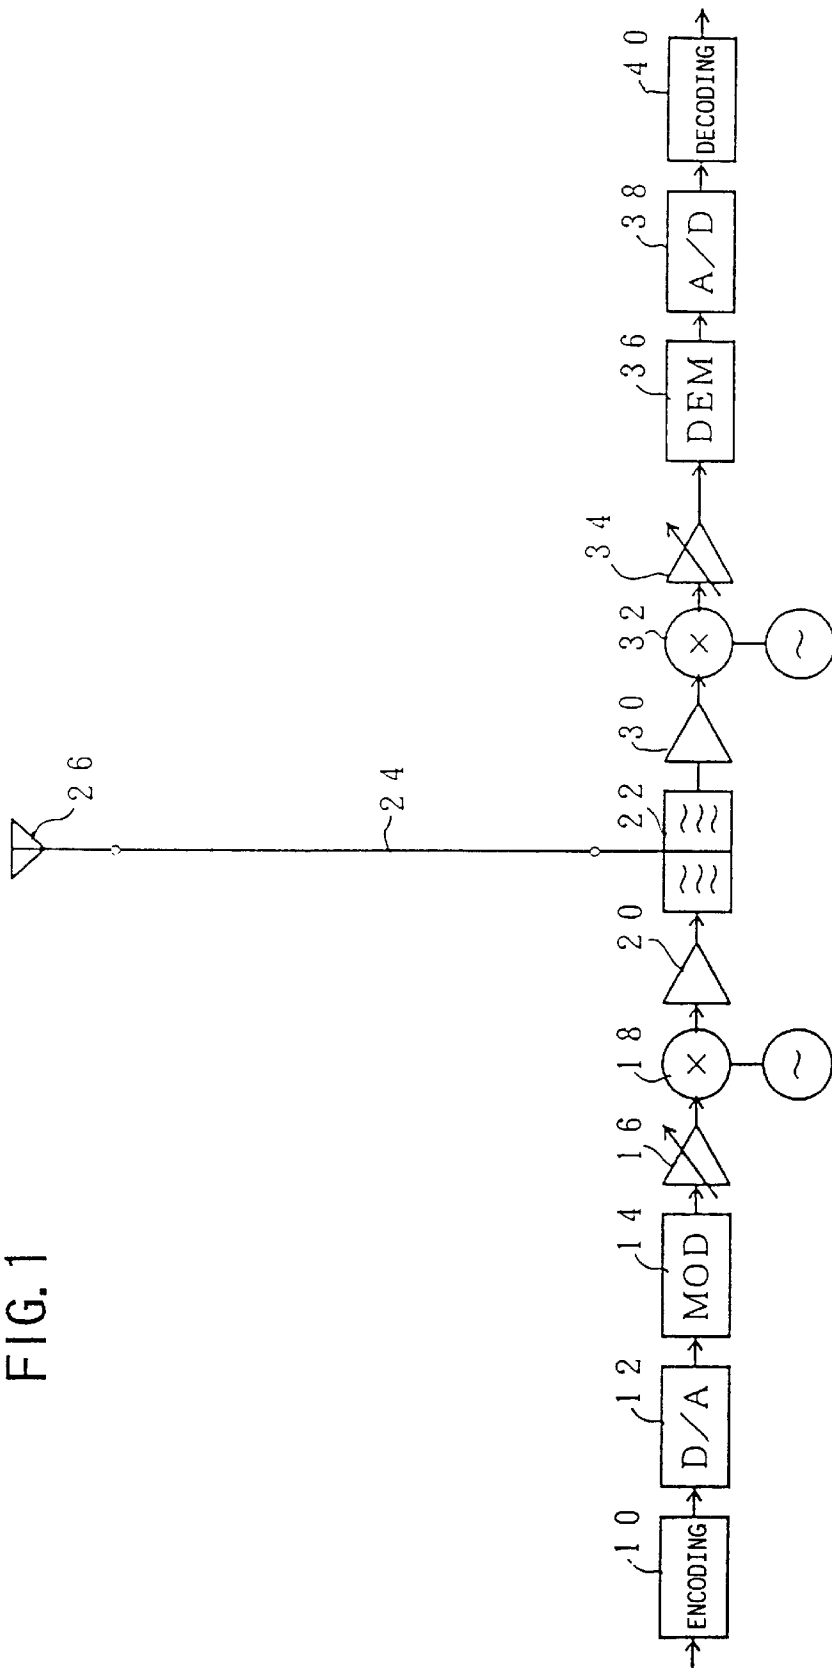 FIG. 1
26
24
10
12
14
16
18
20
22
30
32
34
36
38
40
ENCODING
D/A
MOD
×
~
×
~
DEM
A/D
DECODING